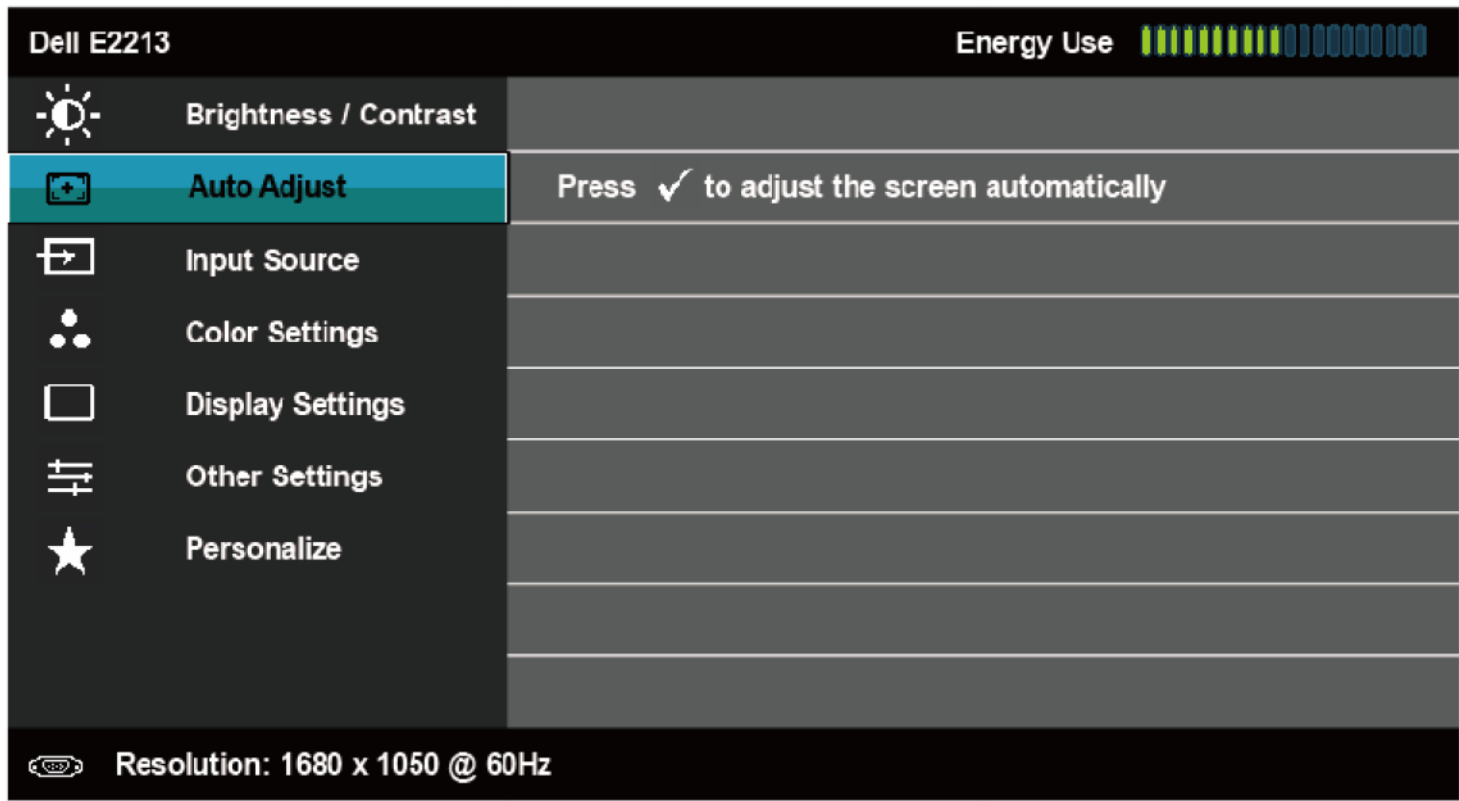 Dell E2213 Energy Use
Brightness / Contrast
Auto Adjust Press ✓ to adjust the screen automatically
Input Source
Color Settings
Display Settings
Other Settings
Personalize
Resolution: 1680 x 1050 @ 60Hz